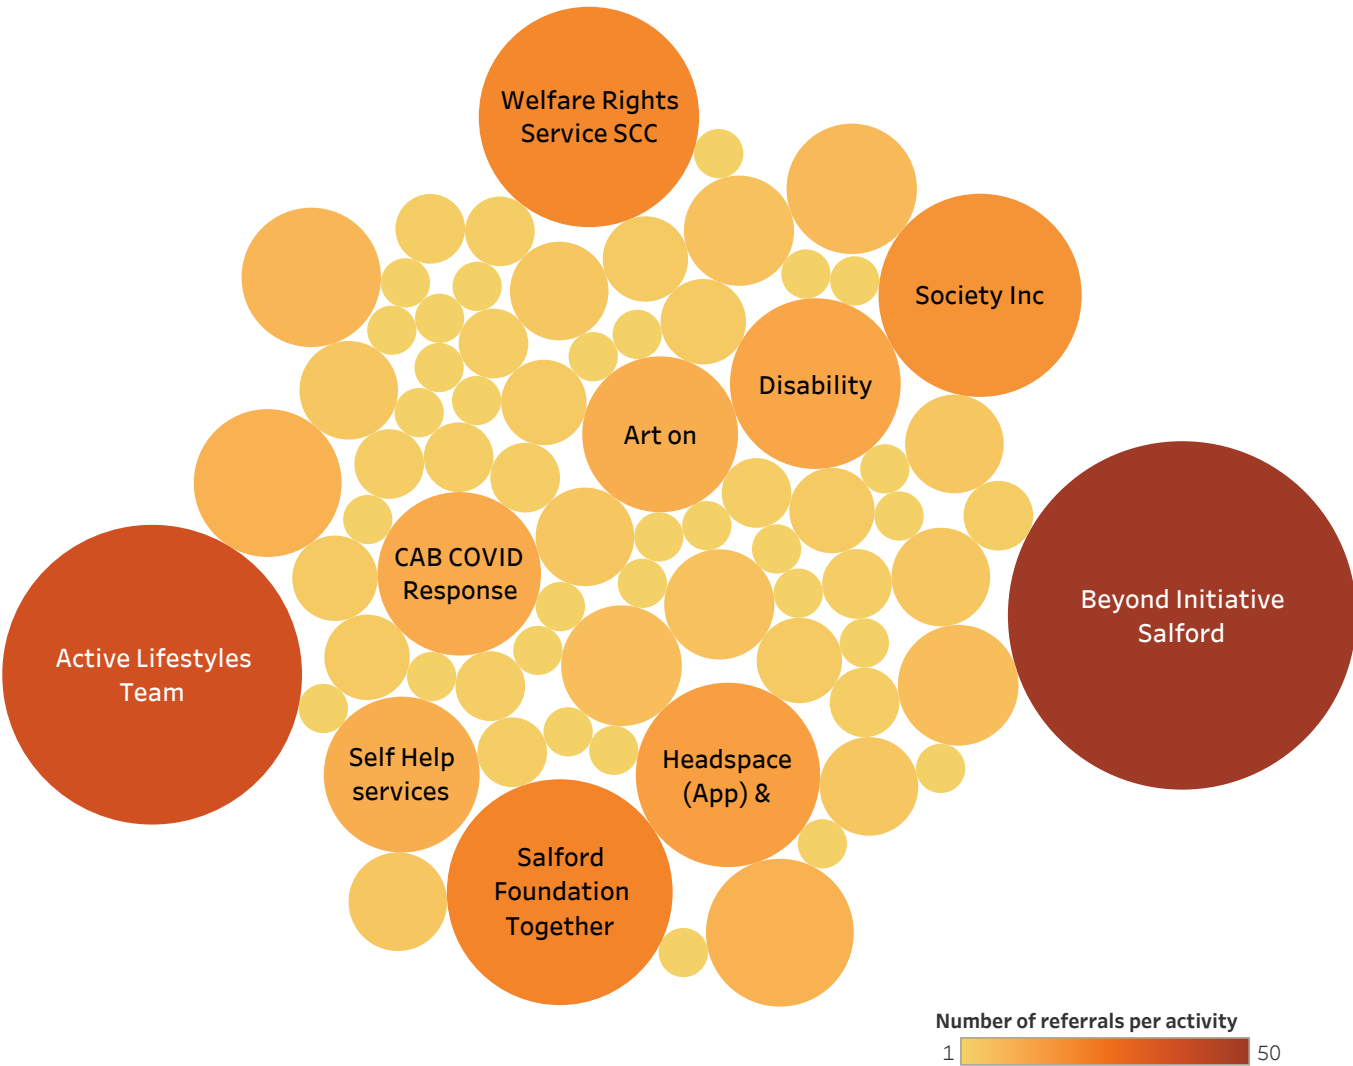 Welfare Rights
Service SCC
Society Inc
Disability
Art on
CAB COVID
Response
Beyond Initiative
Salford
Active Lifestyles
Team
Self Help
services
Headspace
(App) &
Salford
Foundation
Together
Number of referrals per activity
1 50